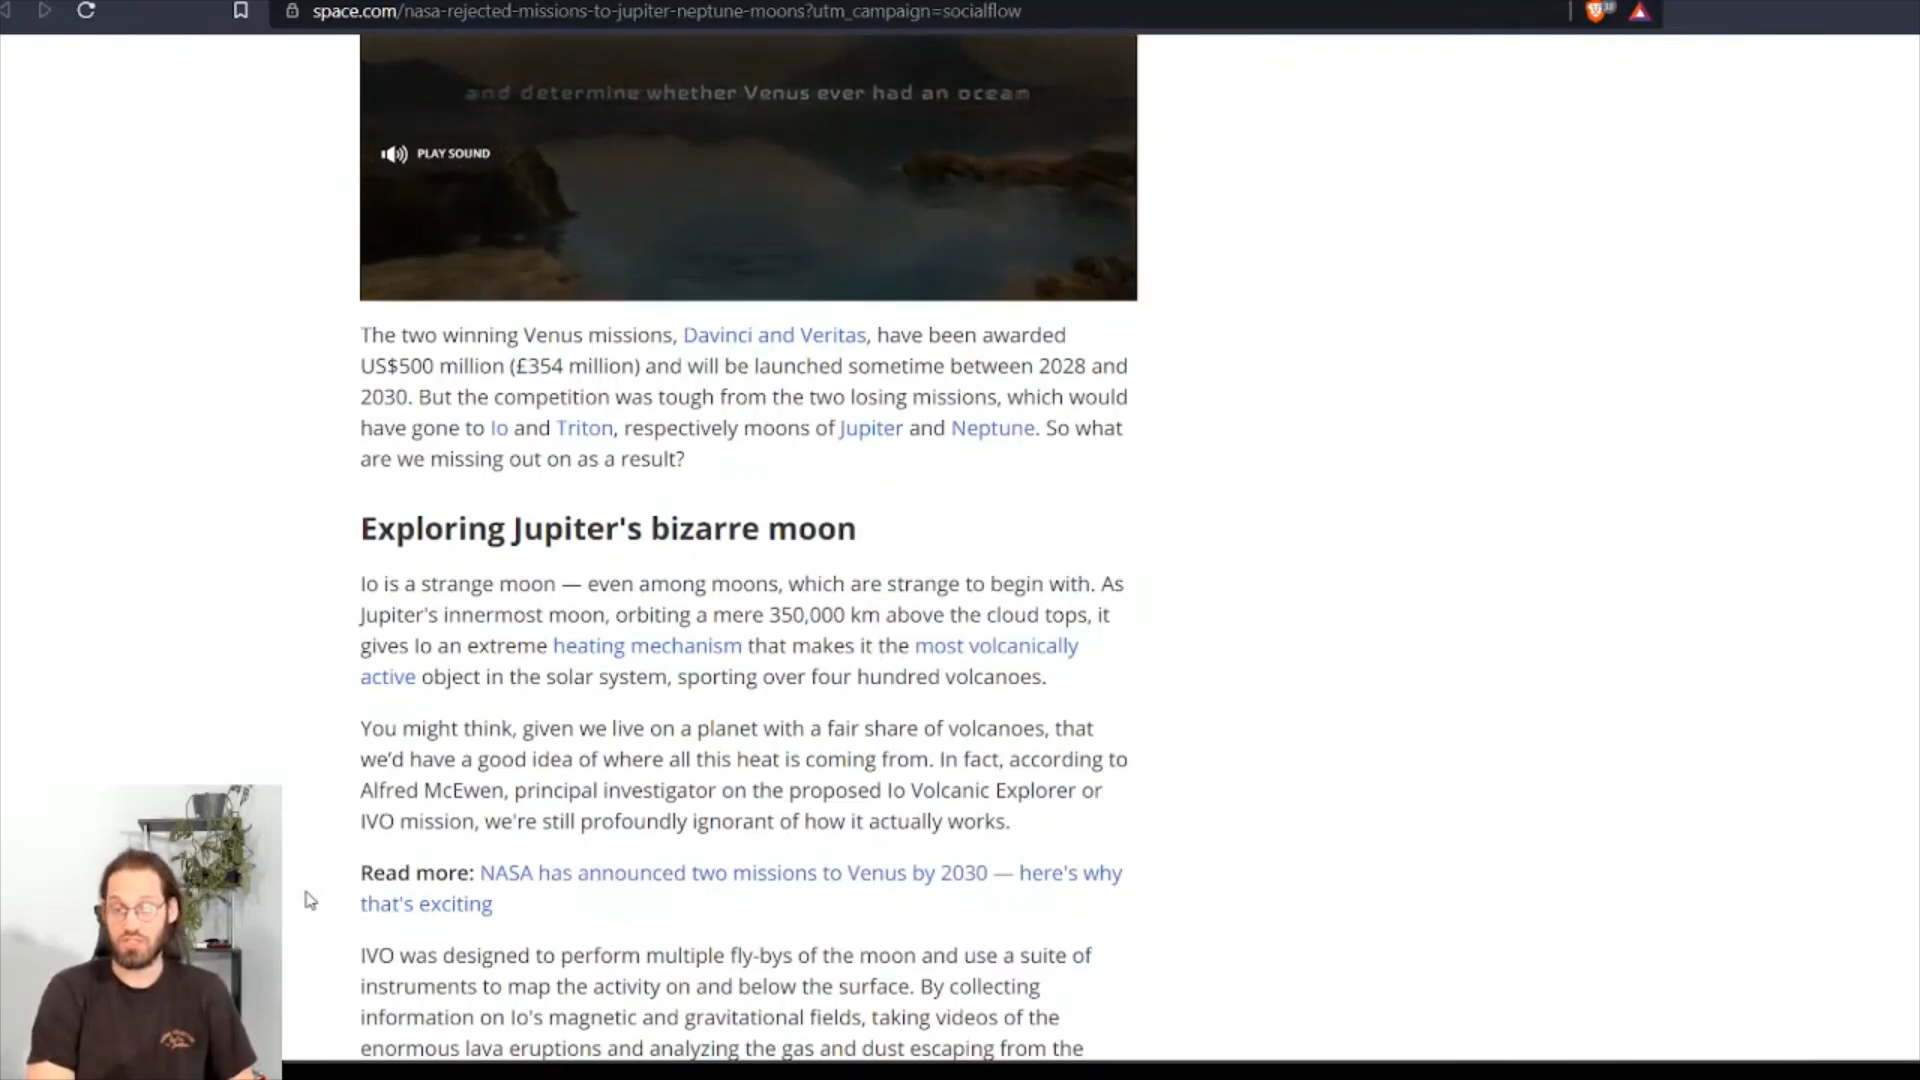 space.com/nasa-rejected-missions-to-jupiter-neptune-moons?utm_campaign=socialflow
and determine whether Venus ever had an ocean
PLAY SOUND
The two winning Venus missions, Davinci and Veritas, have been awarded
US$500 million (£354 million) and will be launched sometime between 2028 and
2030. But the competition was tough from the two losing missions, which would
have gone to Io and Triton, respectively moons of Jupiter and Neptune. So what
are we missing out on as a result?
Exploring Jupiter's bizarre moon
Io is a strange moon — even among moons, which are strange to begin with. As
Jupiter's innermost moon, orbiting a mere 350,000 km above the cloud tops, it
gives Io an extreme heating mechanism that makes it the most volcanically
active object in the solar system, sporting over four hundred volcanoes.
You might think, given we live on a planet with a fair share of volcanoes, that
we’d have a good idea of where all this heat is coming from. In fact, according to
Alfred McEwen, principal investigator on the proposed Io Volcanic Explorer or
IVO mission, we're still profoundly ignorant of how it actually works.
Read more: NASA has announced two missions to Venus by 2030 — here's why
that's exciting
IVO was designed to perform multiple fly-bys of the moon and use a suite of
instruments to map the activity on and below the surface. By collecting
information on Io's magnetic and gravitational fields, taking videos of the
enormous lava eruptions and analyzing the gas and dust escaping from the